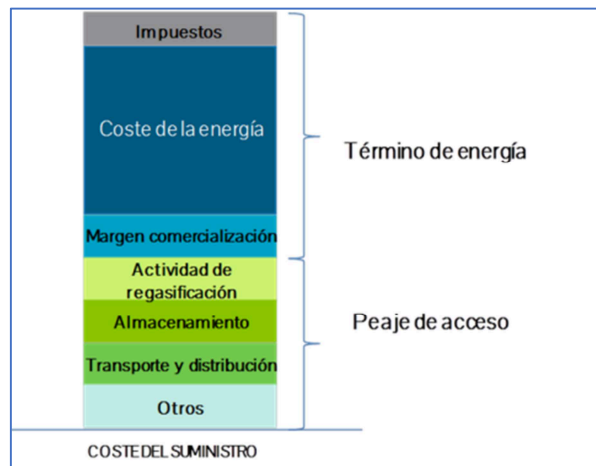 Impuestos
Coste de la energía
Término de energía
Margen comercialización
Actividad de
regasificación
Almacenamiento
Peaje de acceso
Transporte y distribución
Otros
COSTE DEL SUMINISTRO